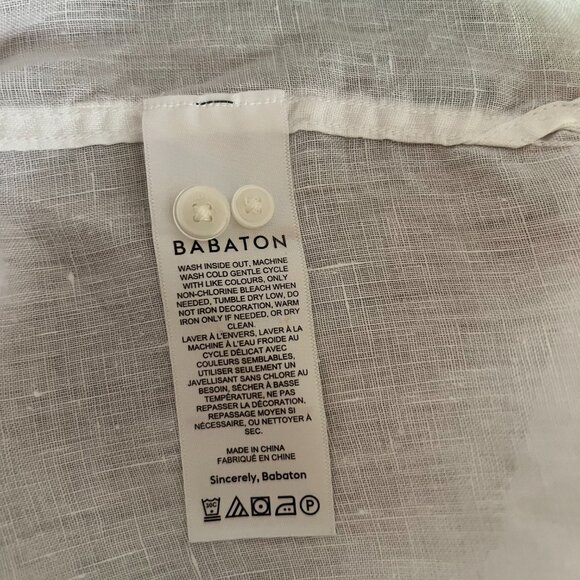 BABATON
WASH INSIDE OUT, MACHINE
WASH COLD GENTLE CYCLE
WITH LIKE COLOURS, ONLY
NON-CHLORINE BLEACH WHEN
NEEDED, TUMBLE DRY LOW, DO
NOT IRON DECORATION, WARM
IRON ONLY IF NEEDED, OR DRY
CLEAN.
LAVER À L'ENVERS, LAVER À LA
MACHINE À L'EAU FROIDE AU
CYCLE DÉLICAT AVEC
COULEURS SEMBLABLES,
UTILISER SEULEMENT UN
JAVELLISANT SANS CHLORE AU
BESOIN, SÉCHER À BASSE
TEMPÉRATURE, NE PAS
REPASSER LA DÉCORATION.
REPASSAGE MOYEN SI
NÉCESSAIRE, OU NETTOYER À
SEC.
MADE IN CHINA
FABRIQUÉ EN CHINE
Sincerely, Babaton
30C P